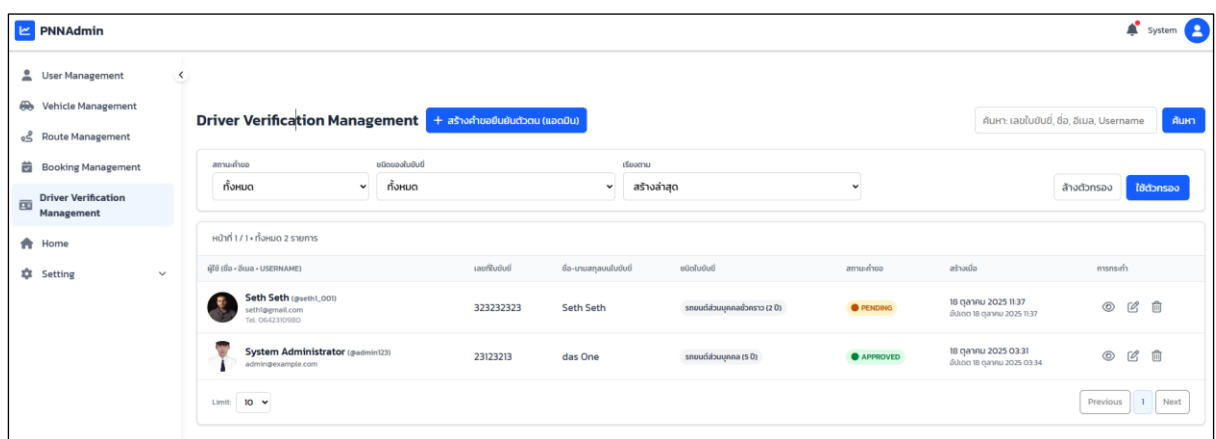 PNNAdmin
System
User Management
Vehicle Management
Route Management
Booking Management
Driver Verification
Management
Home
Setting
Driver Verification Management
+ สร้างคำขอยืนยันตัวตน (แอดมิน)
ค้นหา: เลขใบขับขี่, ชื่อ, อีเมล, Username
ค้นหา
สถานะคำขอ
ชนิดของใบขับขี่
เรียงตาม
ทั้งหมด
ทั้งหมด
สร้างล่าสุด
ล้างตัวกรอง
ใช้ตัวกรอง
หน้าที่ 1 / 1 • ทั้งหมด 2 รายการ
ผู้ใช้ (ชื่อ • อีเมล • USERNAME)
เลขที่ใบขับขี่
ชื่อ-นามสกุลบนใบขับขี่
ชนิดใบขับขี่
สถานะคำขอ
สร้างเมื่อ
การกระทำ
Seth Seth (@seth1_001)
seth1@gmail.com
Tel: 0642310980
323232323
Seth Seth
รถยนต์ส่วนบุคคลชั่วคราว (2 ปี)
PENDING
18 ตุลาคม 2025 11:37
อัปเดต 18 ตุลาคม 2025 11:37
System Administrator (@admin123)
admin@example.com
23123213
das One
รถยนต์ส่วนบุคคล (5 ปี)
APPROVED
18 ตุลาคม 2025 03:31
อัปเดต 18 ตุลาคม 2025 03:34
Limit: 10
Previous
1
Next